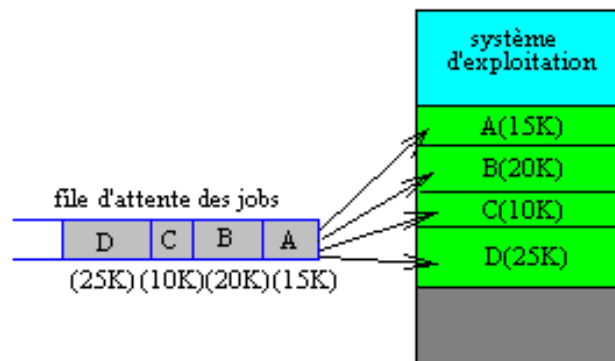 système
d'exploitation
A(15K)
B(20K)
C(10K)
D(25K)
file d'attente des jobs
D C B A
(25K) (10K) (20K) (15K)